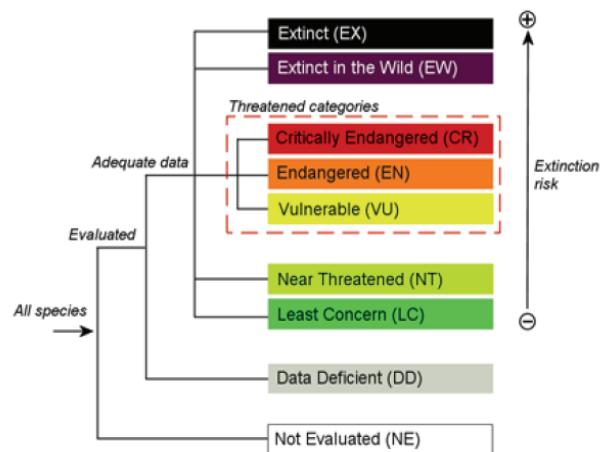 Extinct (EX)
Extinct in the Wild (EW)
Threatened categories
Critically Endangered (CR)
Adequate data
Endangered (EN)
Extinction
risk
Vulnerable (VU)
Evaluated
Near Threatened (NT)
All species
Least Concern (LC)
Data Deficient (DD)
Not Evaluated (NE)